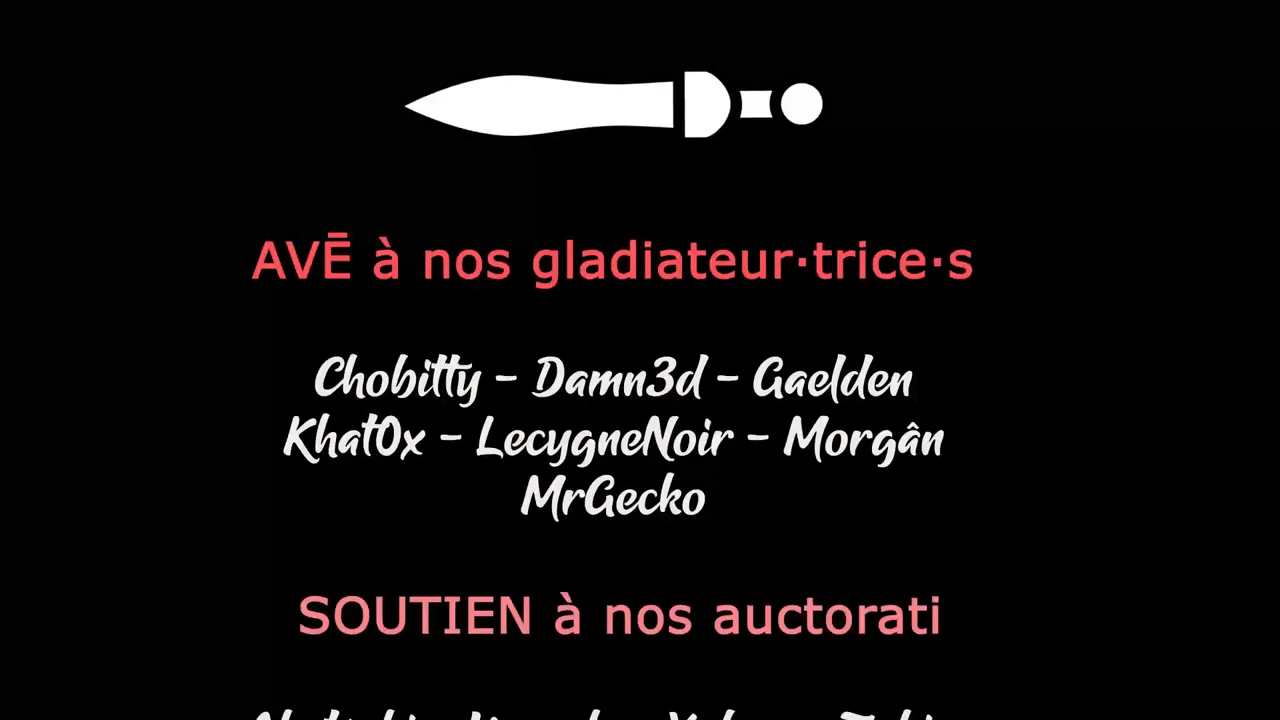 AVĒ à nos gladiateur·trice·s
Chobitty - Damn3d - Gaelden
Khat0x - LecygneNoir - Morgân
MrGecko
SOUTIEN à nos auctorati